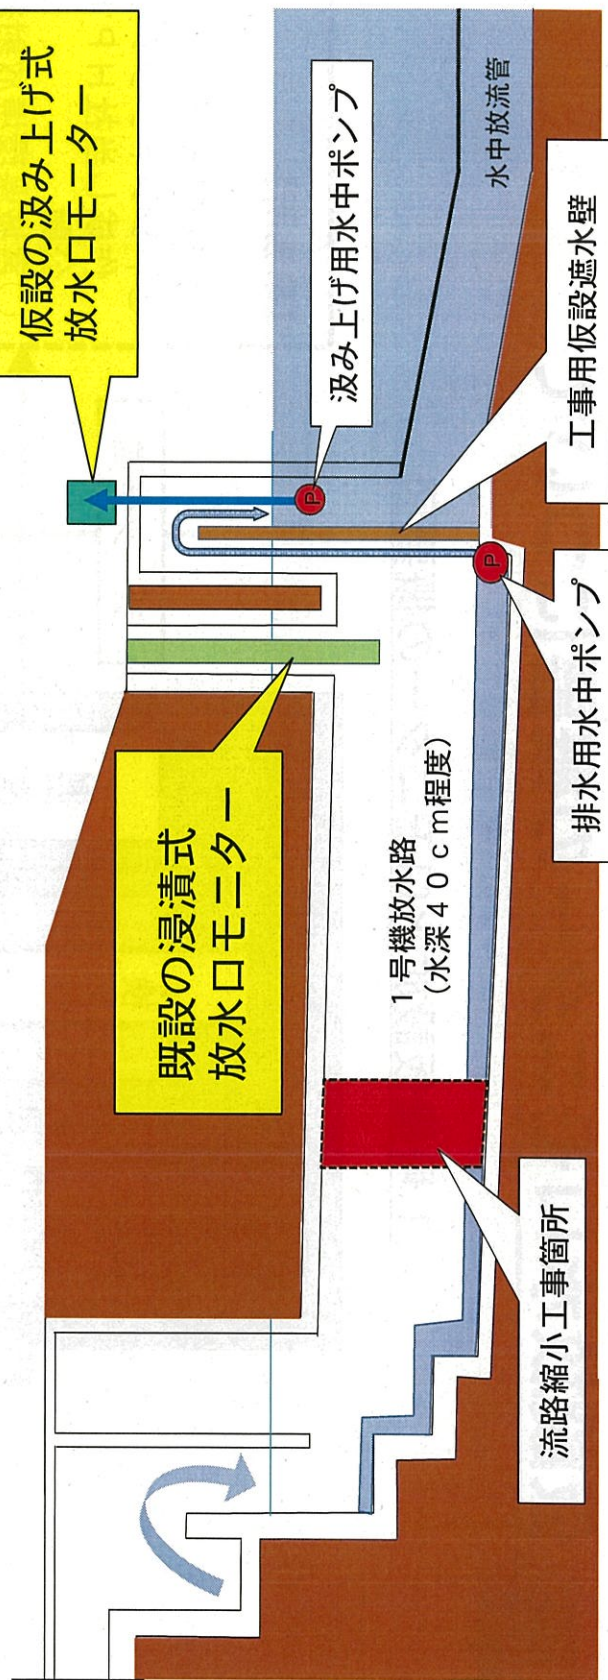 仮設の汲み上げ式
放水口モニター
既設の浸漬式
放水口モニター
汲み上げ用水中ポンプ
水中放流管
P
P
1号機放水路
(水深40cm程度)
工事用仮設遮水壁
排水用水中ポンプ
流路縮小工事箇所